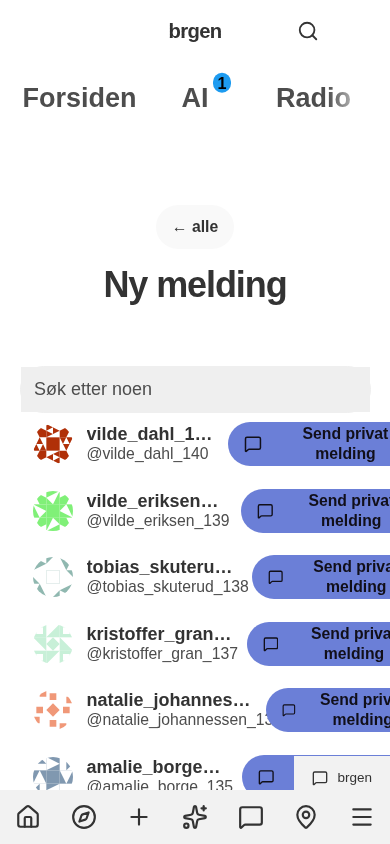 brgen
Forsiden AI 1 Radio
← alle
Ny melding
Søk etter noen
vilde_dahl_1…
@vilde_dahl_140
Send privat
melding
vilde_eriksen…
@vilde_eriksen_139
Send privat
melding
tobias_skuteru…
@tobias_skuterud_138
Send priva
melding
kristoffer_gran…
@kristoffer_gran_137
Send priva
melding
natalie_johannes…
@natalie_johannessen_13
Send priv
melding
amalie_borge…
@amalie_borge_135
brgen